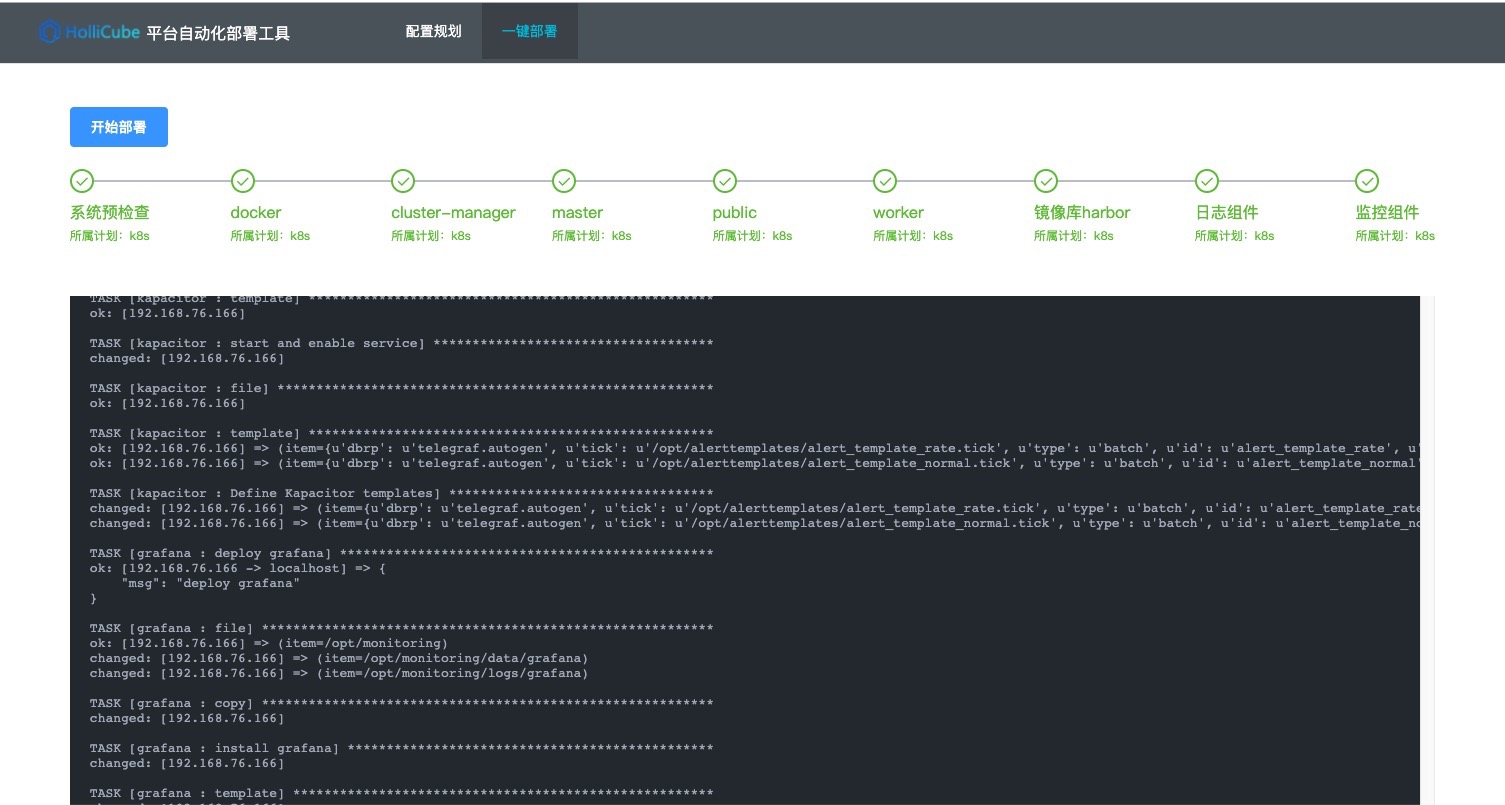 HolliCube 平台自动化部署工具 配置规划 一键部署
开始部署
系统预检查 docker cluster-manager master public worker 镜像库harbor 日志组件 监控组件
所属计划：k8s 所属计划：k8s 所属计划：k8s 所属计划：k8s 所属计划：k8s 所属计划：k8s 所属计划：k8s 所属计划：k8s 所属计划：k8s
TASK [kapacitor : template] ****************************************************
ok: [192.168.76.166]
TASK [kapacitor : start and enable service] ************************************
changed: [192.168.76.166]
TASK [kapacitor : file] ********************************************************
ok: [192.168.76.166]
TASK [kapacitor : template] ****************************************************
ok: [192.168.76.166] => (item={u'dbrp': u'telegraf.autogen', u'tick': u'/opt/alerttemplates/alert_template_rate.tick', u'type': u'batch', u'id': u'alert_template_rate', u'
ok: [192.168.76.166] => (item={u'dbrp': u'telegraf.autogen', u'tick': u'/opt/alerttemplates/alert_template_normal.tick', u'type': u'batch', u'id': u'alert_template_normal'
TASK [kapacitor : Define Kapacitor templates] **********************************
changed: [192.168.76.166] => (item={u'dbrp': u'telegraf.autogen', u'tick': u'/opt/alerttemplates/alert_template_rate.tick', u'type': u'batch', u'id': u'alert_template_rate
changed: [192.168.76.166] => (item={u'dbrp': u'telegraf.autogen', u'tick': u'/opt/alerttemplates/alert_template_normal.tick', u'type': u'batch', u'id': u'alert_template_no
TASK [grafana : deploy grafana] ************************************************
ok: [192.168.76.166 -> localhost] => {
"msg": "deploy grafana"
}
TASK [grafana : file] **********************************************************
ok: [192.168.76.166] => (item=/opt/monitoring)
changed: [192.168.76.166] => (item=/opt/monitoring/data/grafana)
changed: [192.168.76.166] => (item=/opt/monitoring/logs/grafana)
TASK [grafana : copy] **********************************************************
changed: [192.168.76.166]
TASK [grafana : install grafana] ***********************************************
changed: [192.168.76.166]
TASK [grafana : template] ******************************************************